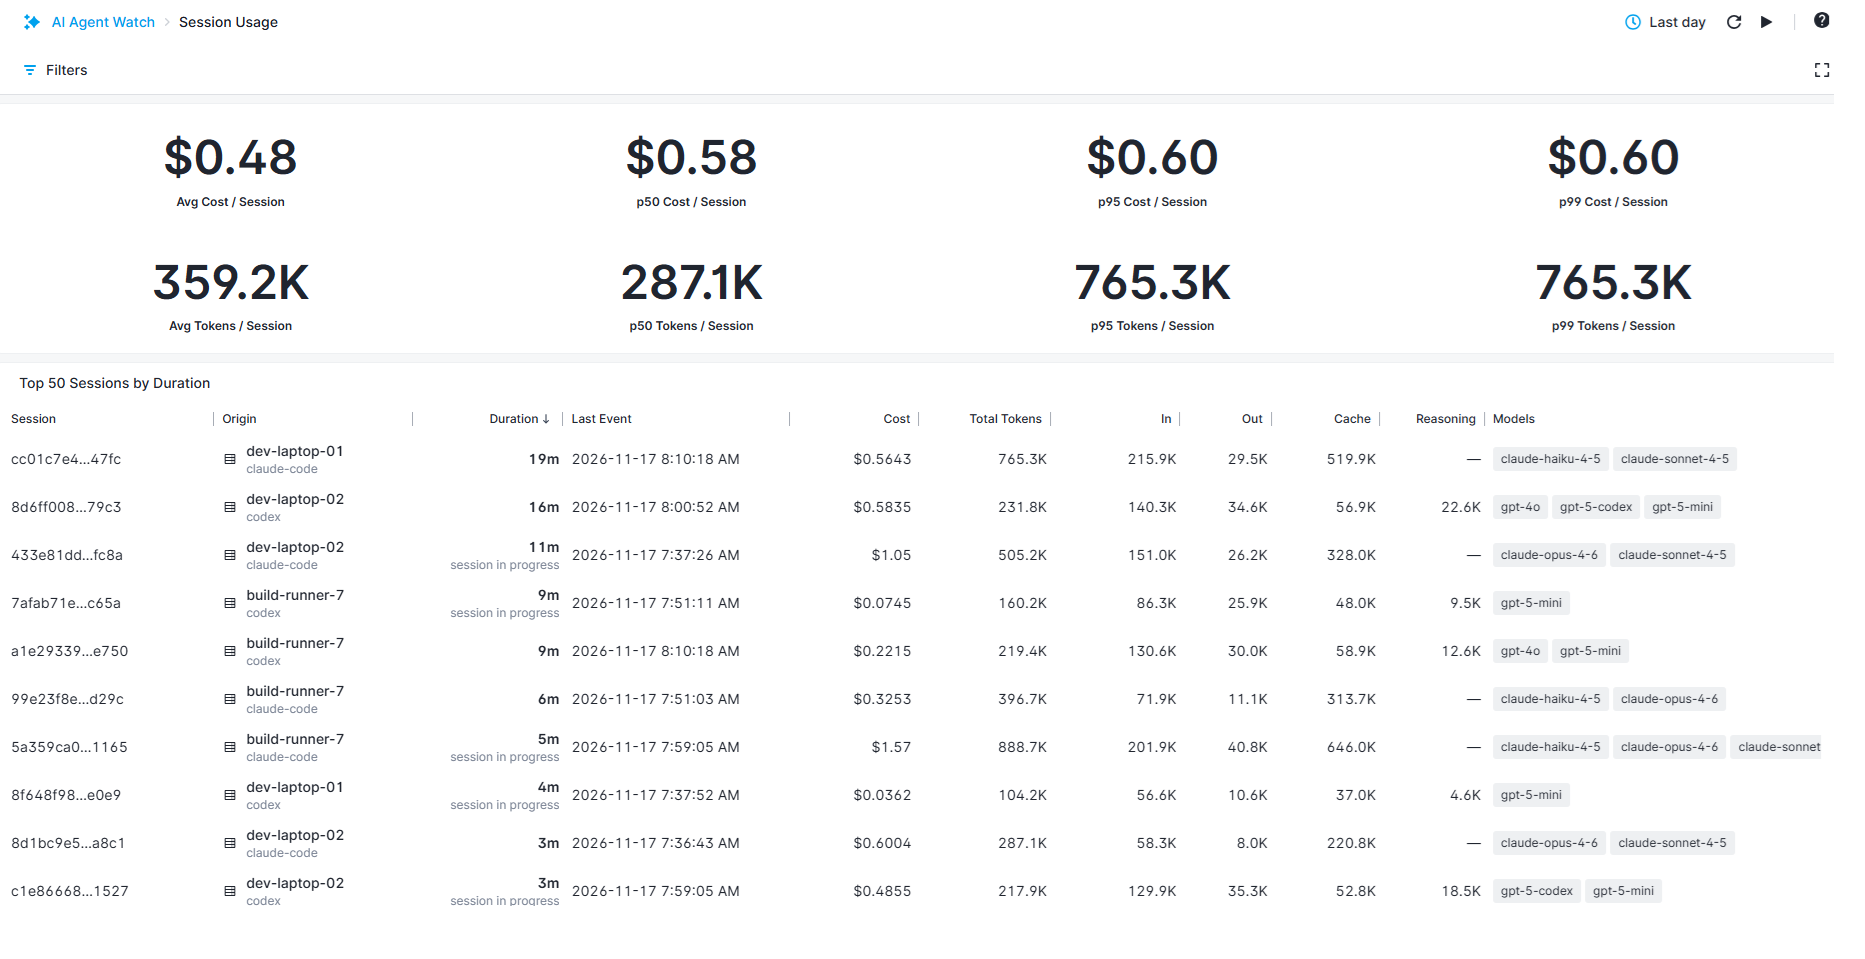 AI Agent Watch > Session Usage
Last day
Filters
$0.48 $0.58 $0.60 $0.60
Avg Cost / Session p50 Cost / Session p95 Cost / Session p99 Cost / Session
359.2K 287.1K 765.3K 765.3K
Avg Tokens / Session p50 Tokens / Session p95 Tokens / Session p99 Tokens / Session
Top 50 Sessions by Duration
Session Origin Duration ↓ Last Event Cost Total Tokens In Out Cache Reasoning Models
cc01c7e4...47fc dev-laptop-01 19m 2026-11-17 8:10:18 AM $0.5643 765.3K 215.9K 29.5K 519.9K — claude-haiku-4-5 claude-sonnet-4-5
claude-code
8d6ff008...79c3 dev-laptop-02 16m 2026-11-17 8:00:52 AM $0.5835 231.8K 140.3K 34.6K 56.9K 22.6K gpt-4o gpt-5-codex gpt-5-mini
codex
433e81dd...fc8a dev-laptop-02 11m 2026-11-17 7:37:26 AM $1.05 505.2K 151.0K 26.2K 328.0K — claude-opus-4-6 claude-sonnet-4-5
claude-code session in progress
7afab71e...c65a build-runner-7 9m 2026-11-17 7:51:11 AM $0.0745 160.2K 86.3K 25.9K 48.0K 9.5K gpt-5-mini
codex session in progress
a1e29339...e750 build-runner-7 9m 2026-11-17 8:10:18 AM $0.2215 219.4K 130.6K 30.0K 58.9K 12.6K gpt-4o gpt-5-mini
codex
99e23f8e...d29c build-runner-7 6m 2026-11-17 7:51:03 AM $0.3253 396.7K 71.9K 11.1K 313.7K — claude-haiku-4-5 claude-opus-4-6
claude-code
5a359ca0...1165 build-runner-7 5m 2026-11-17 7:59:05 AM $1.57 888.7K 201.9K 40.8K 646.0K — claude-haiku-4-5 claude-opus-4-6 claude-sonnet
claude-code session in progress
8f648f98...e0e9 dev-laptop-01 4m 2026-11-17 7:37:52 AM $0.0362 104.2K 56.6K 10.6K 37.0K 4.6K gpt-5-mini
codex session in progress
8d1bc9e5...a8c1 dev-laptop-02 3m 2026-11-17 7:36:43 AM $0.6004 287.1K 58.3K 8.0K 220.8K — claude-opus-4-6 claude-sonnet-4-5
claude-code
c1e86668...1527 dev-laptop-02 3m 2026-11-17 7:59:05 AM $0.4855 217.9K 129.9K 35.3K 52.8K 18.5K gpt-5-codex gpt-5-mini
codex session in progress